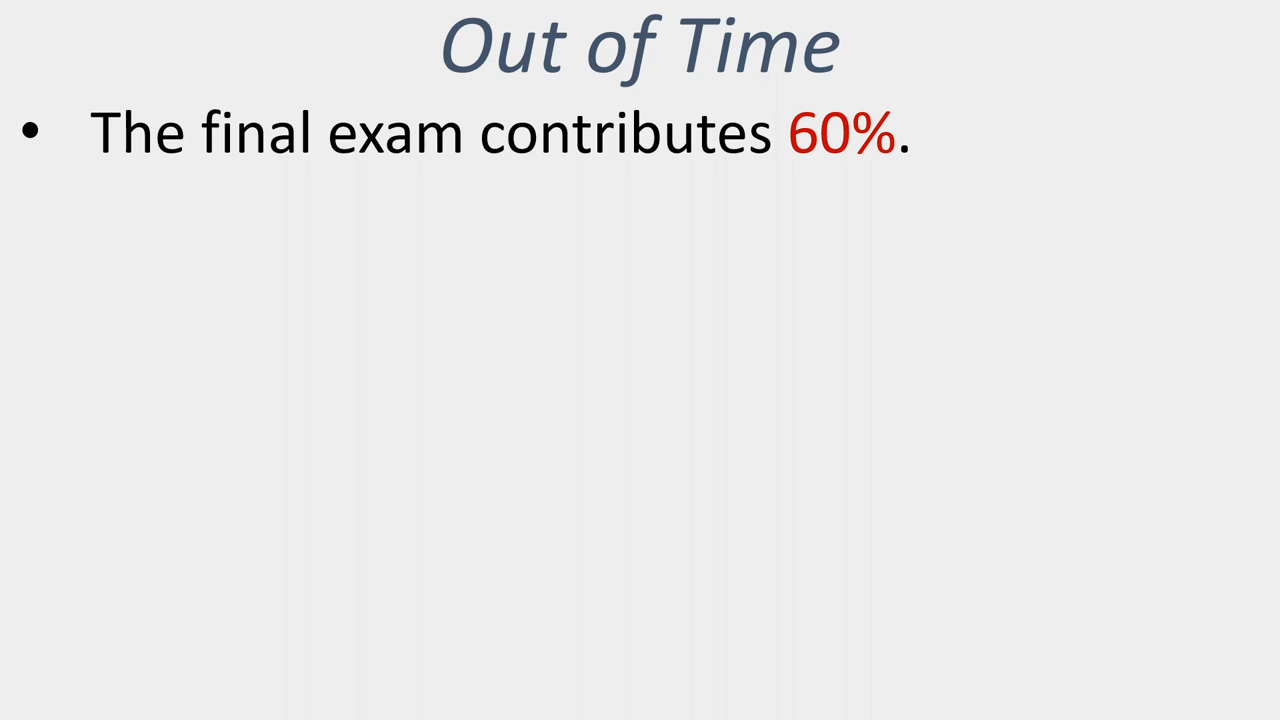 Out of Time
• The final exam contributes 60%.